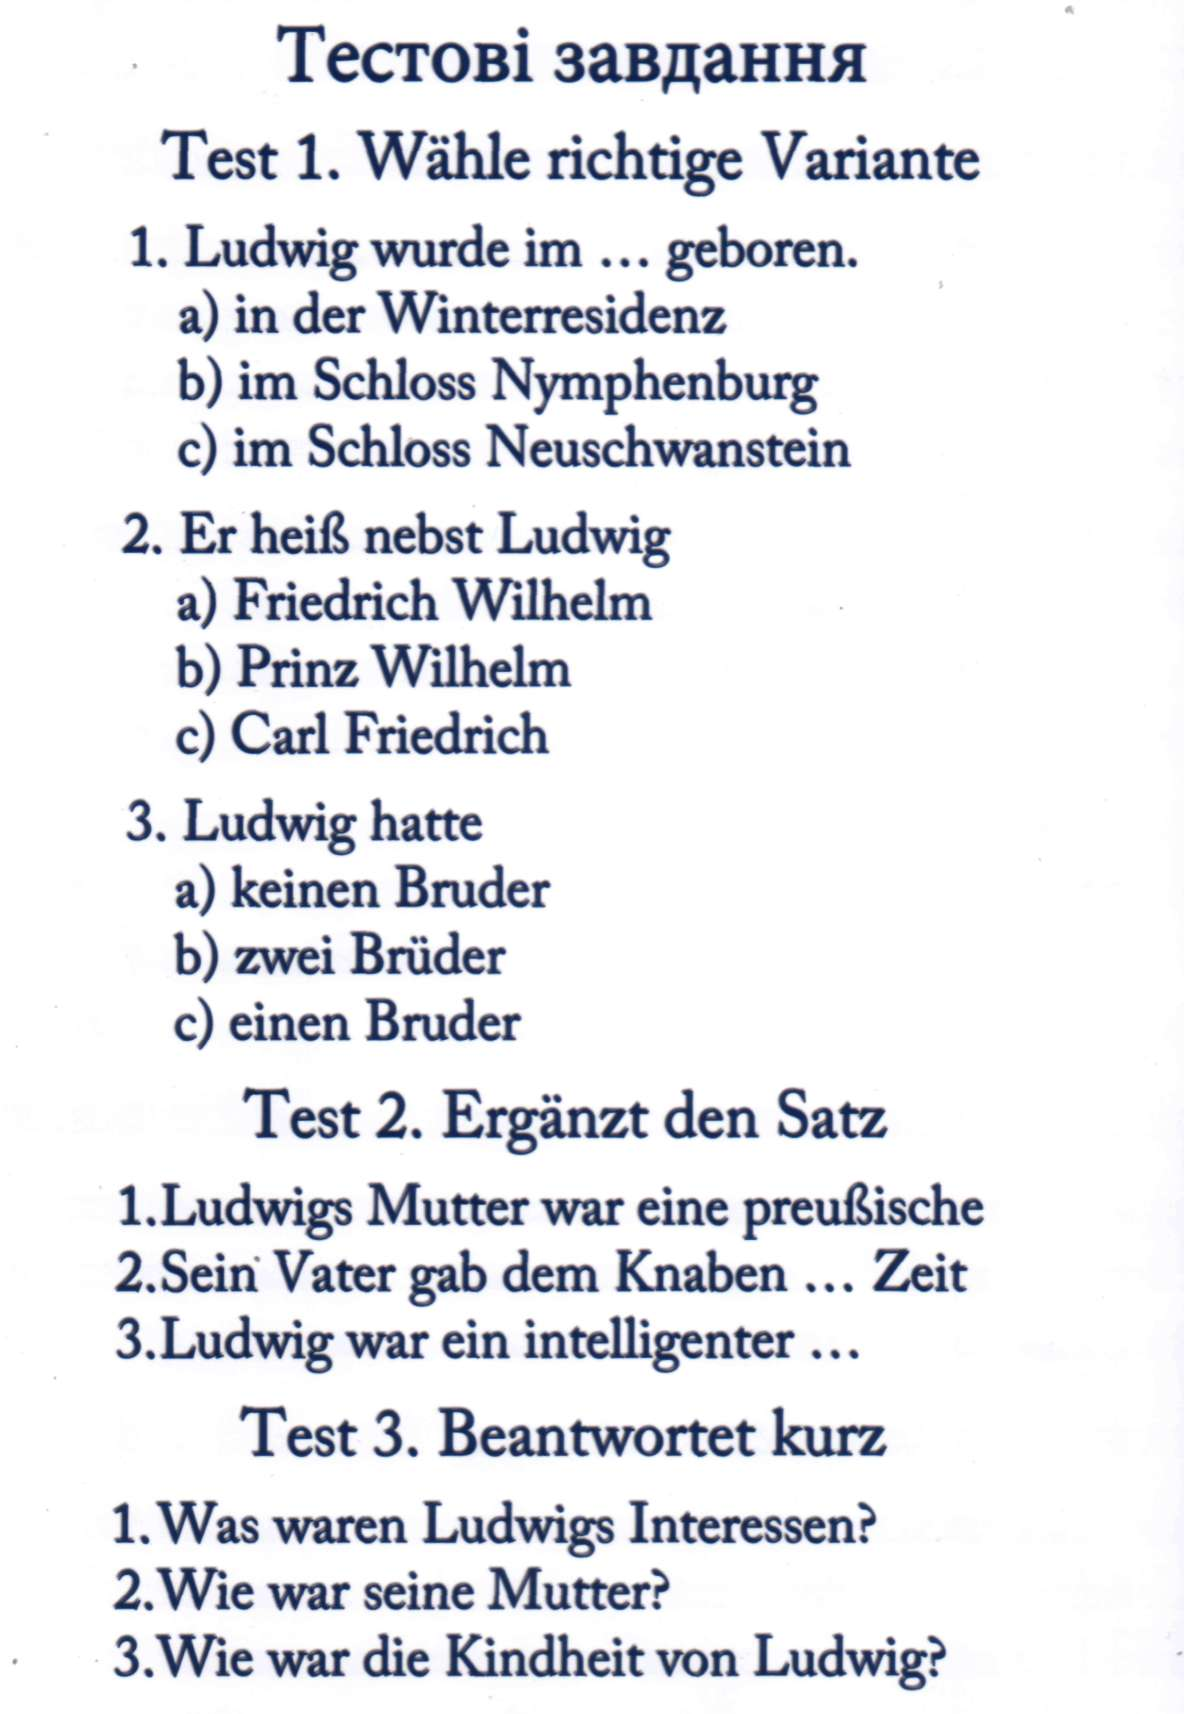 Тестові завдання
Test 1. Wähle richtige Variante
1. Ludwig wurde im ... geboren.
a) in der Winterresidenz
b) im Schloss Nymphenburg
c) im Schloss Neuschwanstein
2. Er heiß nebst Ludwig
a) Friedrich Wilhelm
b) Prinz Wilhelm
c) Carl Friedrich
3. Ludwig hatte
a) keinen Bruder
b) zwei Brüder
c) einen Bruder
Test 2. Ergänzt den Satz
1.Ludwigs Mutter war eine preußische
2.Sein Vater gab dem Knaben ... Zeit
3.Ludwig war ein intelligenter ...
Test 3. Beantwortet kurz
1.Was waren Ludwigs Interessen?
2.Wie war seine Mutter?
3.Wie war die Kindheit von Ludwig?